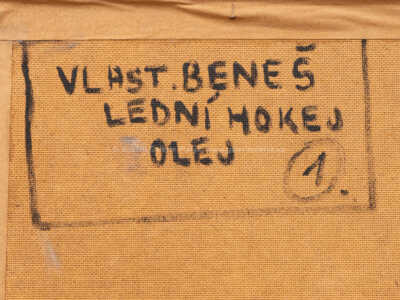 VLAST. BENEŠ
LEDNÍ HOKEJ
OLEJ
1.